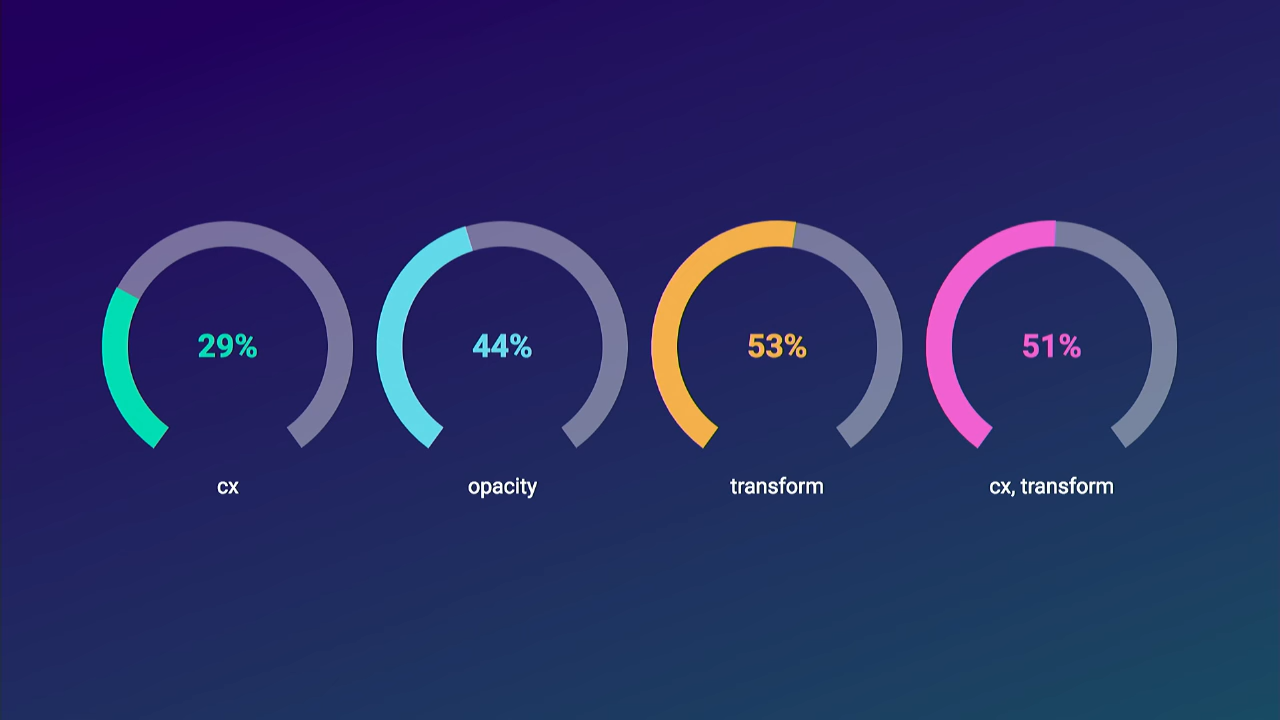 29%
44%
53%
51%
cx
opacity
transform
cx, transform